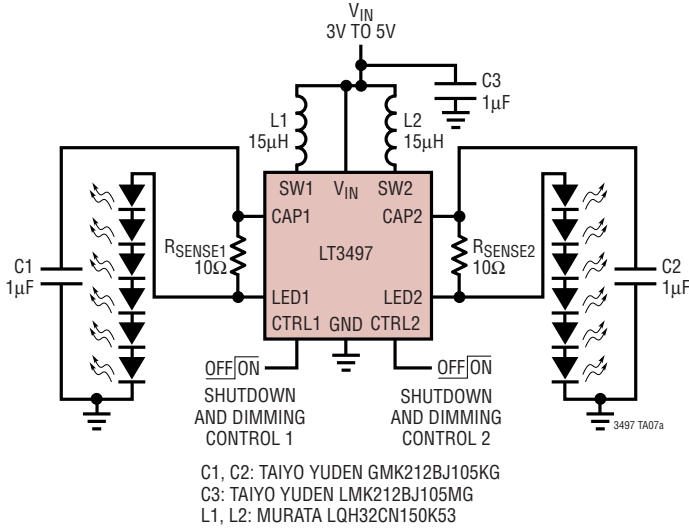 VIN
3V TO 5V
C3
1µF
L1
15µH
L2
15µH
SW1
VIN
SW2
CAP1
CAP2
RSENSE1
10Ω
LT3497
RSENSE2
10Ω
C1
1µF
C2
1µF
LED1
LED2
CTRL1
GND
CTRL2
OFF ON
OFF ON
SHUTDOWN
AND DIMMING
CONTROL 1
SHUTDOWN
AND DIMMING
CONTROL 2
3497 TA07a
C1, C2: TAIYO YUDEN GMK212BJ105KG
C3: TAIYO YUDEN LMK212BJ105MG
L1, L2: MURATA LQH32CN150K53